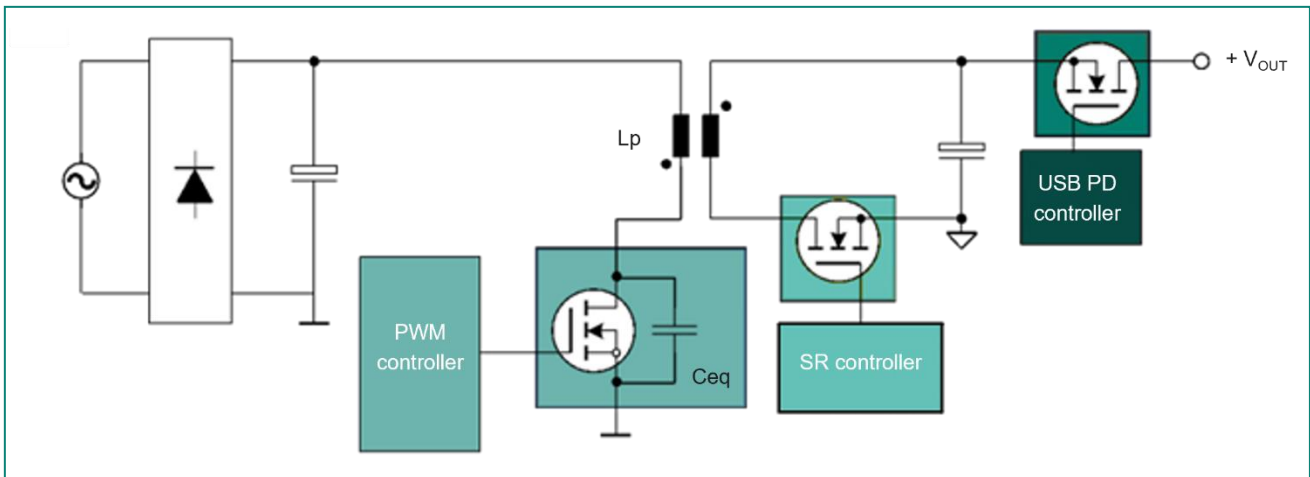 + VOUT
Lp
USB PD
controller
PWM
controller
Ceq
SR controller